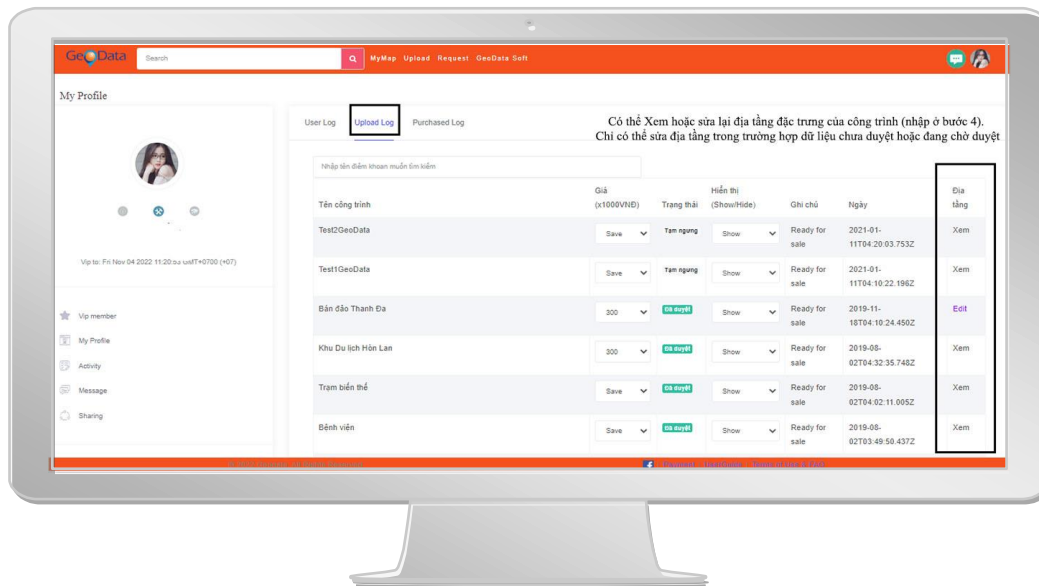 GeoData
Search
MyMap Upload Request GeoData Soft
My Profile
User Log Upload Log Purchased Log
Có thể Xem hoặc sửa lại địa tầng đặc trưng của công trình (nhập ở bước 4).
Chỉ có thể sửa địa tầng trong trường hợp dữ liệu chưa duyệt hoặc đang chờ duyệt
Nhập tên điểm khoan muốn tìm kiếm
Tên công trình
Giá
(x1000VNĐ)
Trạng thái
Hiển thị
(Show/Hide)
Ghi chú
Ngày
Địa
tầng
Test2GeoData
Save
Tạm ngưng
Show
Ready for
sale
2021-01-
11T04:20:03.753Z
Xem
Test1GeoData
Save
Tạm ngưng
Show
Ready for
sale
2021-01-
11T04:10:22.196Z
Xem
Bán đảo Thanh Đa
300
Đã duyệt
Show
Ready for
sale
2019-11-
18T04:10:24.450Z
Edit
Khu Du lịch Hòn Lan
300
Đã duyệt
Show
Ready for
sale
2019-08-
02T04:32:35.748Z
Xem
Trạm biến thế
Save
Đã duyệt
Show
Ready for
sale
2019-08-
02T04:02:11.005Z
Xem
Bệnh viện
Save
Đã duyệt
Show
Ready for
sale
2019-08-
02T03:49:50.437Z
Xem
Vip to: Fri Nov 04 2022 (+07)
Vip member
My Profile
Activity
Message
Sharing